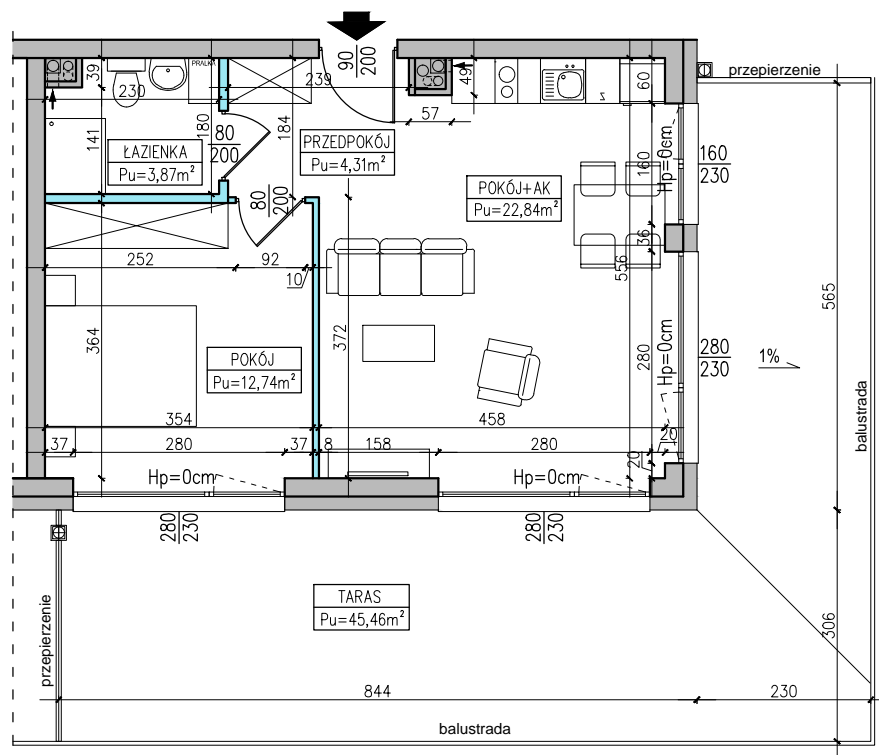 90
200
przepierzenie
39
PRALKA
239
49
60
230
57
141
180
184
80
200
ŁAZIENKA
Pu=3,87m²
PRZEDPOKÓJ
Pu=4,31m²
160
Hp=0cm
160
230
80
200
POKÓJ+AK
Pu=22,84m²
36
252
92
10
556
565
364
372
280
Hp=0cm
280
230
1%
POKÓJ
Pu=12,74m²
balustrada
354
458
37
280
37
8
158
280
20
20
Hp=0cm
Hp=0cm
280
230
280
230
TARAS
Pu=45,46m²
przepierzenie
306
844
230
balustrada